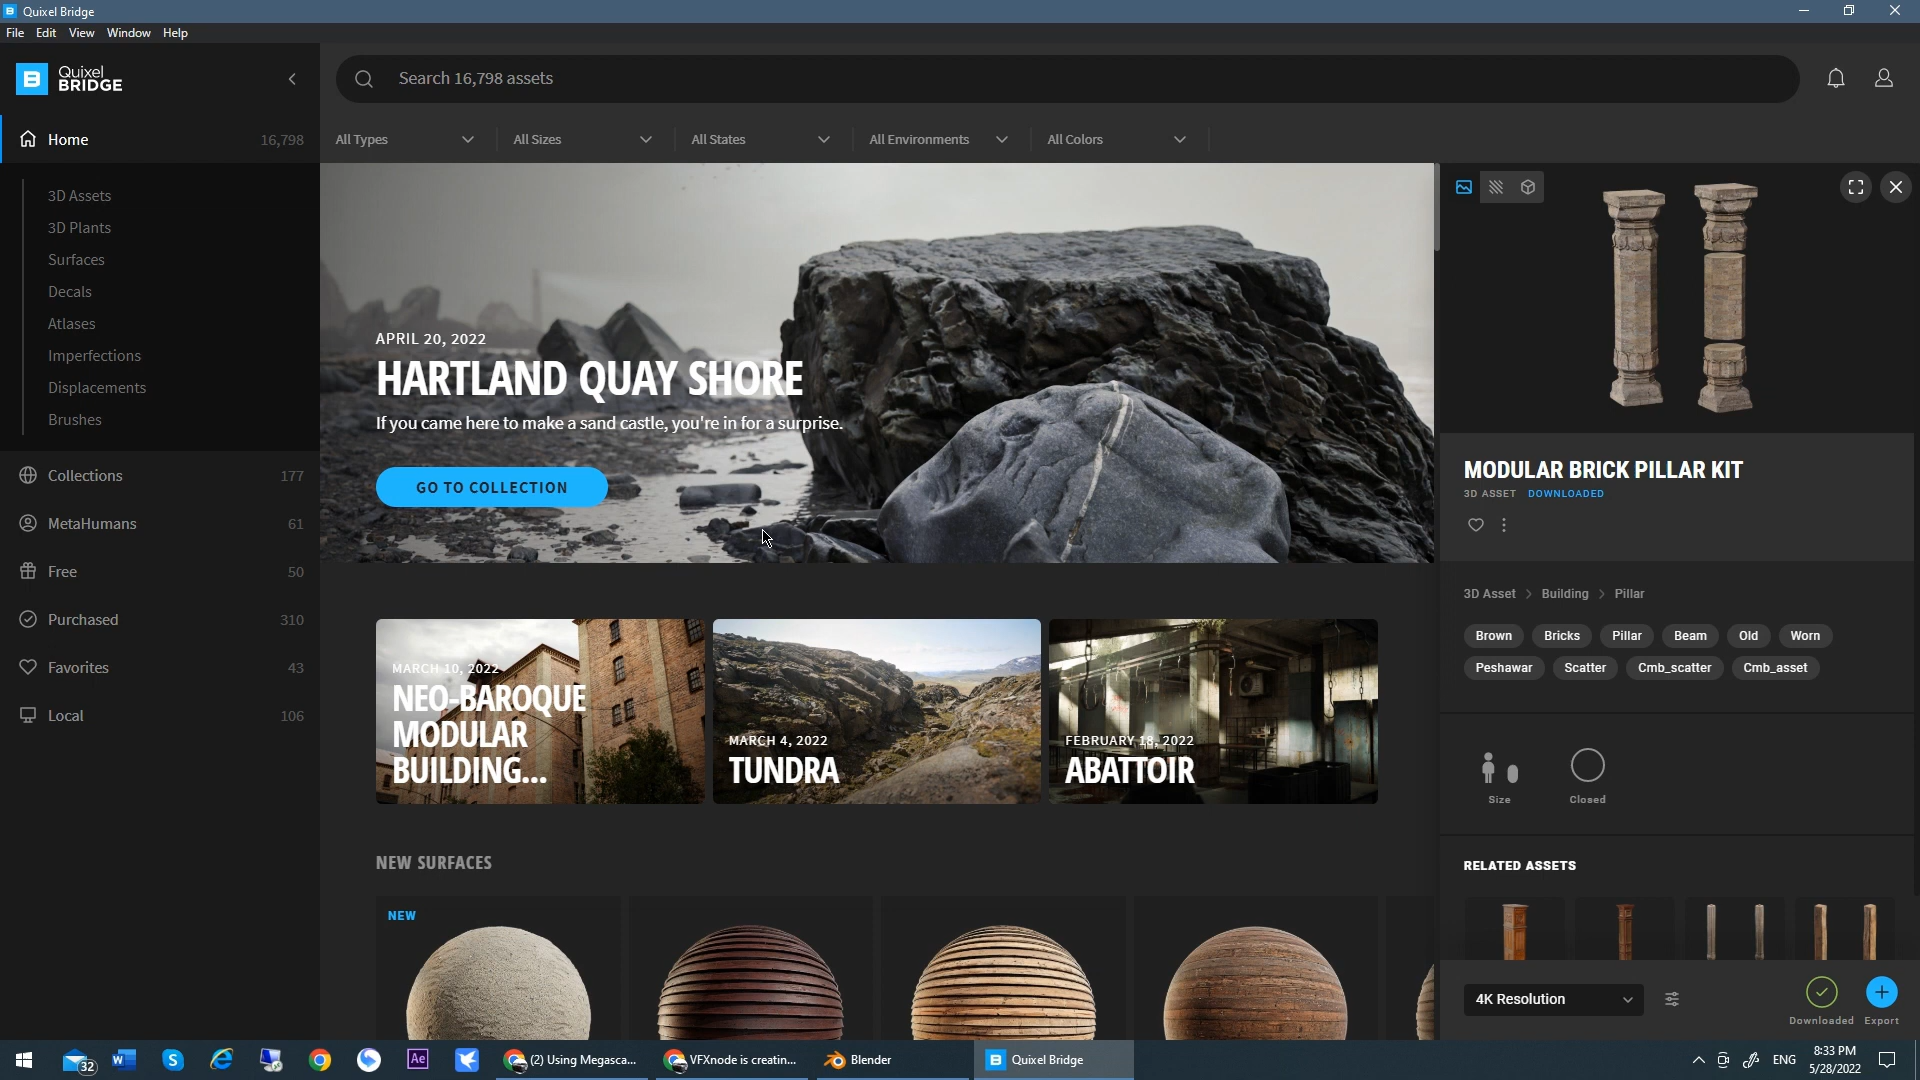 Quixel Bridge
File Edit View Window Help
Quixel
BRIDGE
Search 16,798 assets
Home 16,798
All Types
All Sizes
All States
All Environments
All Colors
3D Assets
3D Plants
Surfaces
Decals
Atlases
Imperfections
Displacements
Brushes
Collections 177
MetaHumans 61
Free 50
Purchased 310
Favorites 43
Local 106
APRIL 20, 2022
HARTLAND QUAY SHORE
If you came here to make a sand castle, you're in for a surprise.
GO TO COLLECTION
MARCH 10, 2022
NEO-BAROQUE
MODULAR
BUILDING...
MARCH 4, 2022
TUNDRA
FEBRUARY 18, 2022
ABATTOIR
NEW SURFACES
NEW
MODULAR BRICK PILLAR KIT
3D ASSET DOWNLOADED
3D Asset > Building > Pillar
Brown Bricks Pillar Beam Old Worn
Peshawar Scatter Cmb_scatter Cmb_asset
Size Closed
RELATED ASSETS
4K Resolution
Downloaded Export
32
Ae
(2) Using Megasca...
VFXnode is creatin...
Blender
Quixel Bridge
ENG
8:33 PM
5/28/2022